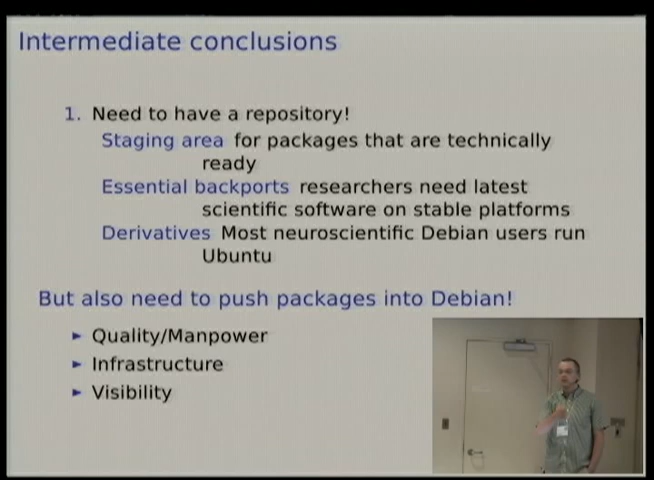 Intermediate conclusions
1. Need to have a repository!
Staging area for packages that are technically
ready
Essential backports researchers need latest
scientific software on stable platforms
Derivatives Most neuroscientific Debian users run
Ubuntu
But also need to push packages into Debian!
► Quality/Manpower
► Infrastructure
► Visibility